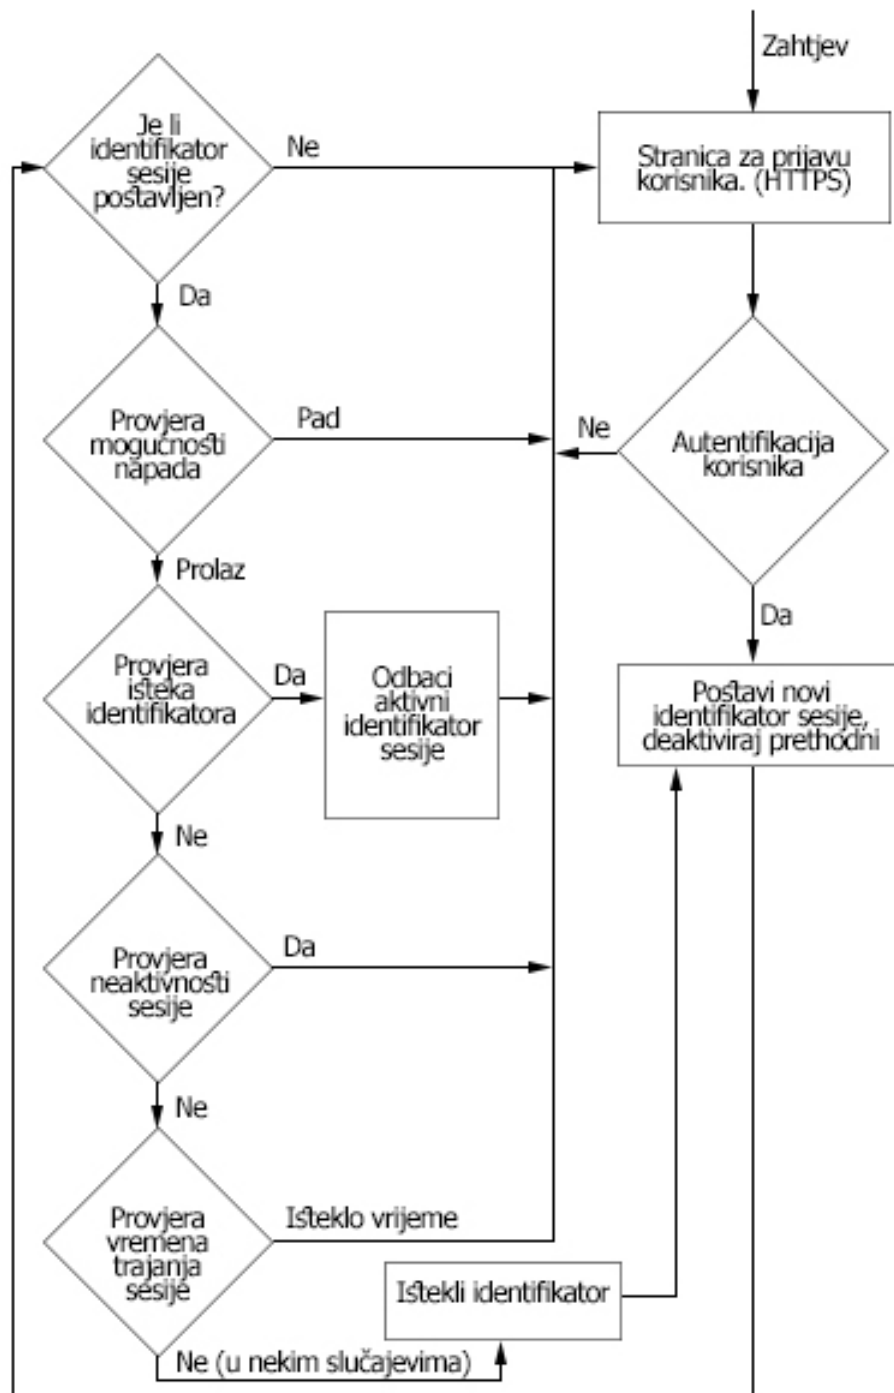 Zahtjev
Stranica za prijavu
korisnika. (HTTPS)
Autentifikacija
korisnika
Ne
Da
Postavi novi
identifikator sesije,
deaktiviraj prethodni
Je li
identifikator
sesije
postavljen?
Ne
Da
Provjera
mogućnosti
napada
Pad
Prolaz
Provjera
isteka
identifikatora
Da
Odbaci
aktivni
identifikator
sesije
Ne
Provjera
neaktivnosti
sesije
Da
Ne
Provjera
vremena
trajanja
sesije
Isteklo vrijeme
Ne (u nekim slučajevima)
Istekli identifikator